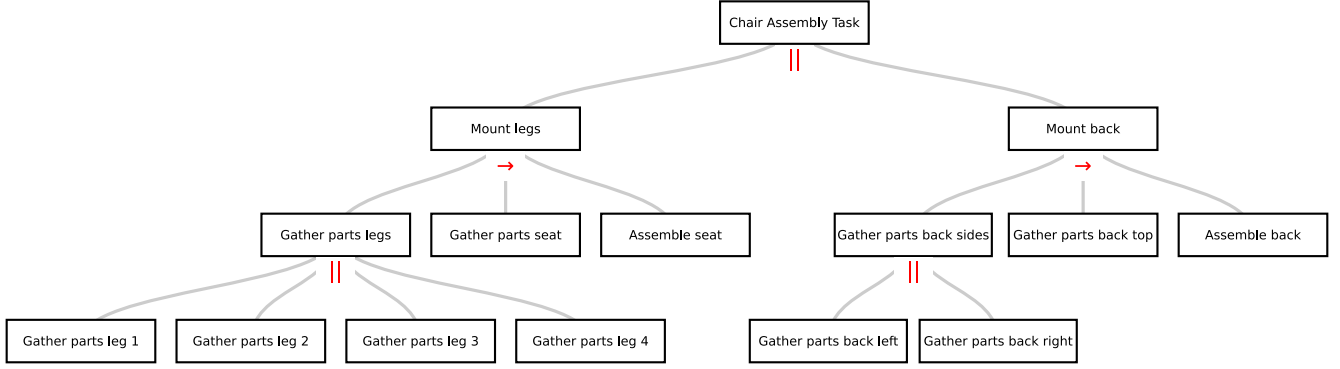 Chair Assembly Task
||
Mount legs
Mount back
→
→
Gather parts legs
Gather parts seat
Assemble seat
Gather parts back sides
Gather parts back top
Assemble back
||
||
Gather parts leg 1
Gather parts leg 2
Gather parts leg 3
Gather parts leg 4
Gather parts back left
Gather parts back right